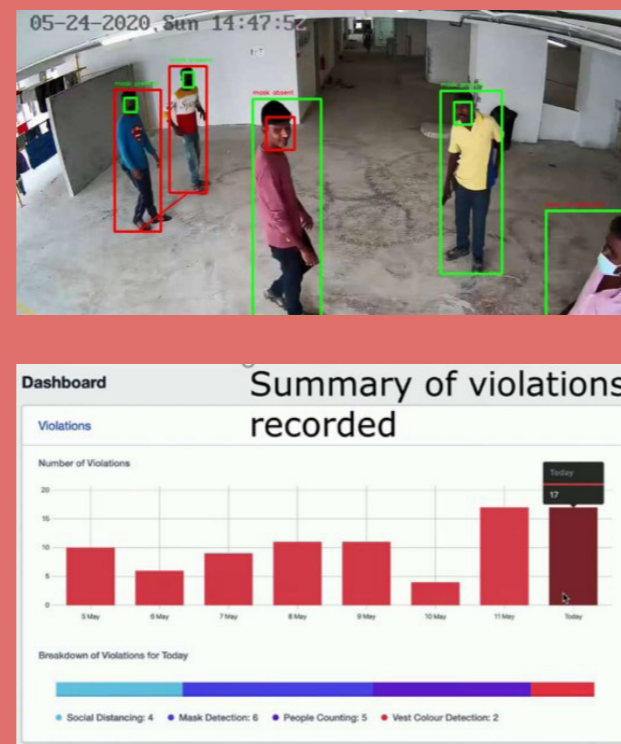 05-24-2020 Sun 14:47:52
mask absent
mask absent
Dashboard
Summary of violations
recorded
Violations
Number of Violations
Today
17
20
15
10
5
0
5 May
6 May
7 May
8 May
9 May
10 May
11 May
Today
Breakdown of Violations for Today
Social Distancing: 4
Mask Detection: 6
People Counting: 5
Vest Colour Detection: 2